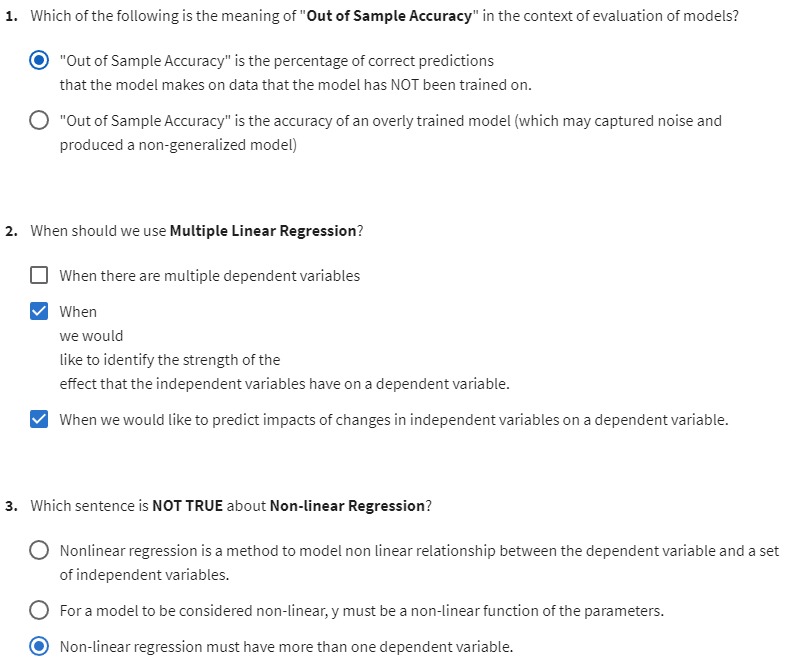 1. Which of the following is the meaning of "Out of Sample Accuracy" in the context of evaluation of models?
"Out of Sample Accuracy" is the percentage of correct predictions
that the model makes on data that the model has NOT been trained on.
"Out of Sample Accuracy" is the accuracy of an overly trained model (which may captured noise and
produced a non-generalized model)
2. When should we use Multiple Linear Regression?
When there are multiple dependent variables
When
we would
like to identify the strength of the
effect that the independent variables have on a dependent variable.
When we would like to predict impacts of changes in independent variables on a dependent variable.
3. Which sentence is NOT TRUE about Non-linear Regression?
Nonlinear regression is a method to model non linear relationship between the dependent variable and a set
of independent variables.
For a model to be considered non-linear, y must be a non-linear function of the parameters.
Non-linear regression must have more than one dependent variable.